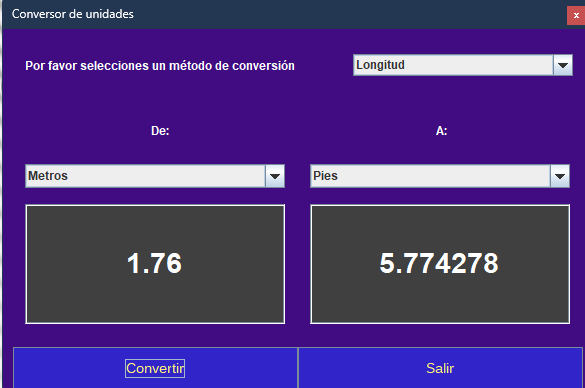 Conversor de unidades
x
Por favor selecciones un método de conversión
Longitud
De:
A:
Metros
Pies
1.76
5.774278
Convertir
Salir